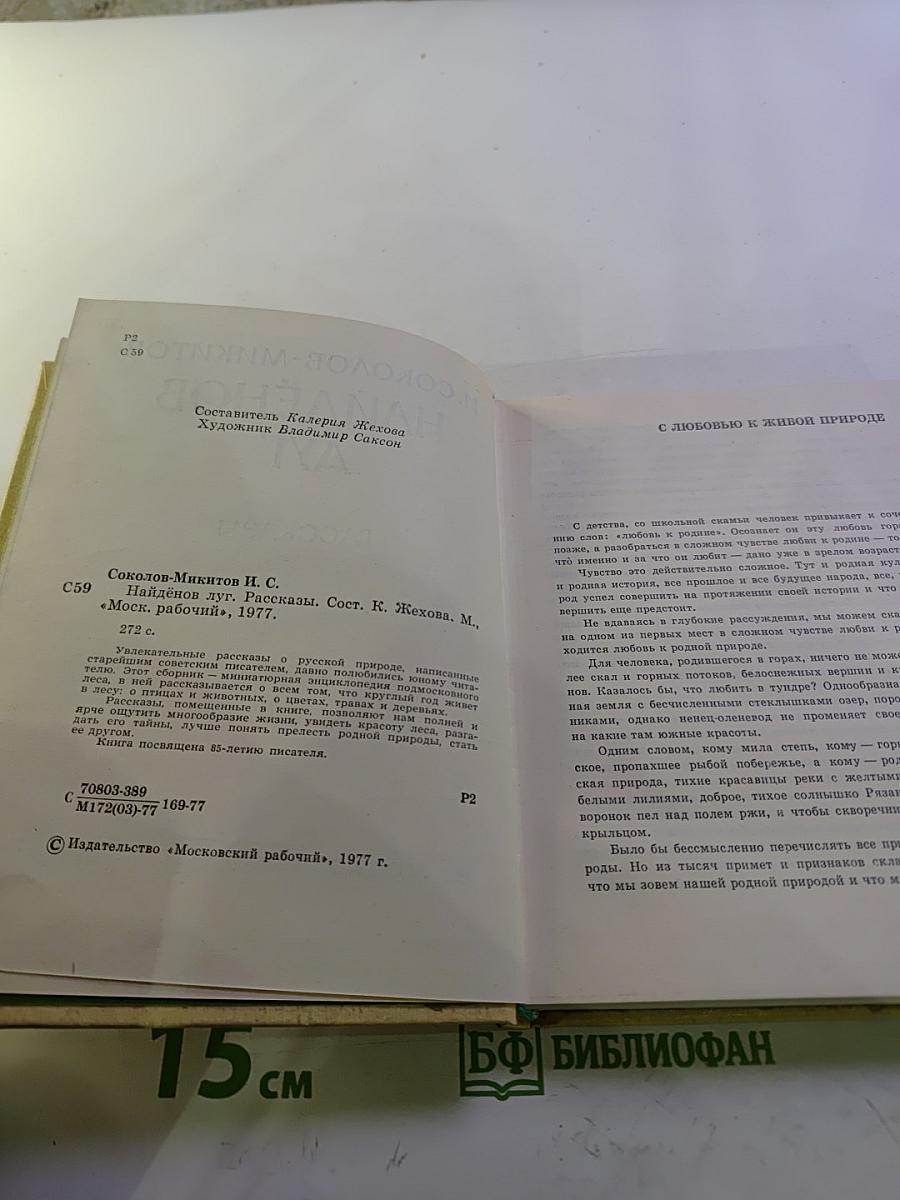 Р2
С 59
Составитель Калерия Жехова
Художник Владимир Саксон
Соколов-Микитов И. С.
С59 Найдёнов луг. Рассказы. Сост. К. Жехова. М.,
«Моск. рабочий», 1977.
272 с.
Увлекательные рассказы о русской природе, написанные
старейшим советским писателем, давно полюбились юному чита-
телю. Этот сборник — миниатюрная энциклопедия подмосковного
леса, в ней рассказывается о всем том, что круглый год живет
в лесу: о птицах и животных, о цветах, травах и деревьях.
Рассказы, помещенные в книге, позволяют нам полней и
ярче ощутить многообразие жизни, увидеть красоту леса, разга-
дать его тайны, лучше понять прелесть родной природы, стать
ее другом.
Книга посвящена 85-летию писателя.
С 70803-389
М172(03)-77 169-77 Р2
© Издательство «Московский рабочий», 1977 г.
С ЛЮБОВЬЮ К ЖИВОЙ ПРИРОДЕ
С детства, со школьной скамьи человек привыкает к соче
нию слов: «любовь к родине». Осознает он эту любовь гор
позже, а разобраться в сложном чувстве любви к родине — то
что именно и за что он любит — дано уже в зрелом возраст
Чувство это действительно сложное. Тут и родная кул
и родная история, все прошлое и все будущее народа, все,
род успел совершить на протяжении своей истории и что
вершить еще предстоит.
Не вдаваясь в глубокие рассуждения, мы можем ска
на одном из первых мест в сложном чувстве любви к р
ходится любовь к родной природе.
Для человека, родившегося в горах, ничего не може
лее скал и горных потоков, белоснежных вершин и к
нов. Казалось бы, что любить в тундре? Однообразна
ная земля с бесчисленными стеклышками озер, поро
никами, однако ненец-оленевод не променяет свое
на какие там южные красоты.
Одним словом, кому мила степь, кому — горы
ское, пропахшее рыбой побережье, а кому — род
ская природа, тихие красавицы реки с желтыми
белыми лилиями, доброе, тихое солнышко Рязан
воронок пел над полем ржи, и чтобы скворечни
крыльцом.
Было бы бессмысленно перечислять все при
роды. Но из тысяч примет и признаков скла
что мы зовем нашей родной природой и что м
15 см
БФ БИБЛИОФАН